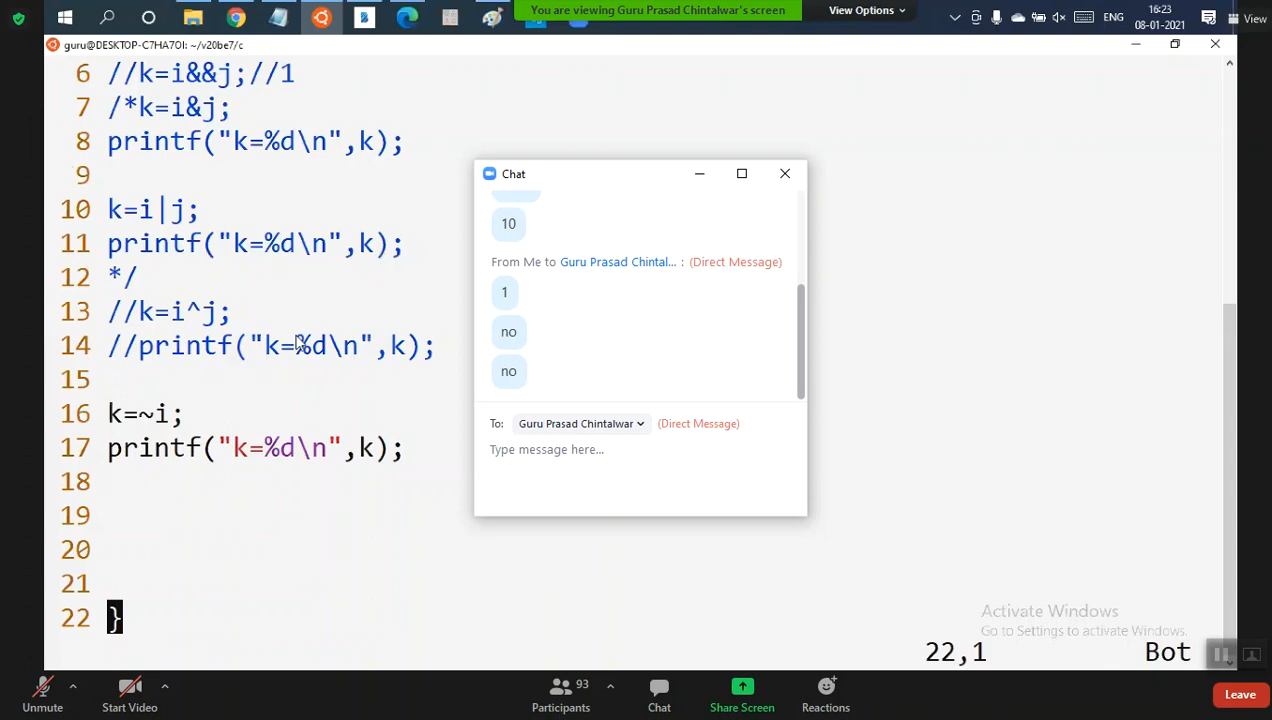 You are viewing Guru Prasad Chintalwar's screen
View Options
ENG
16:23
08-01-2021
View
guru@DESKTOP-C7HA7OI: ~/v20be7/c
6 //k=i&&j;//1
7 /*k=i&j;
8 printf("k=%d\n",k);
9
10 k=i|j;
11 printf("k=%d\n",k);
12 */
13 //k=i^j;
14 //printf("k=%d\n",k);
15
16 k=~i;
17 printf("k=%d\n",k);
18
19
20
21
22 }
22,1 Bot
Chat
10
From Me to Guru Prasad Chintal... : (Direct Message)
1
no
no
To: Guru Prasad Chintalwar (Direct Message)
Type message here...
Activate Windows
Go to Settings to activate Windows.
Unmute
Start Video
93
Participants
Chat
Share Screen
Reactions
Leave